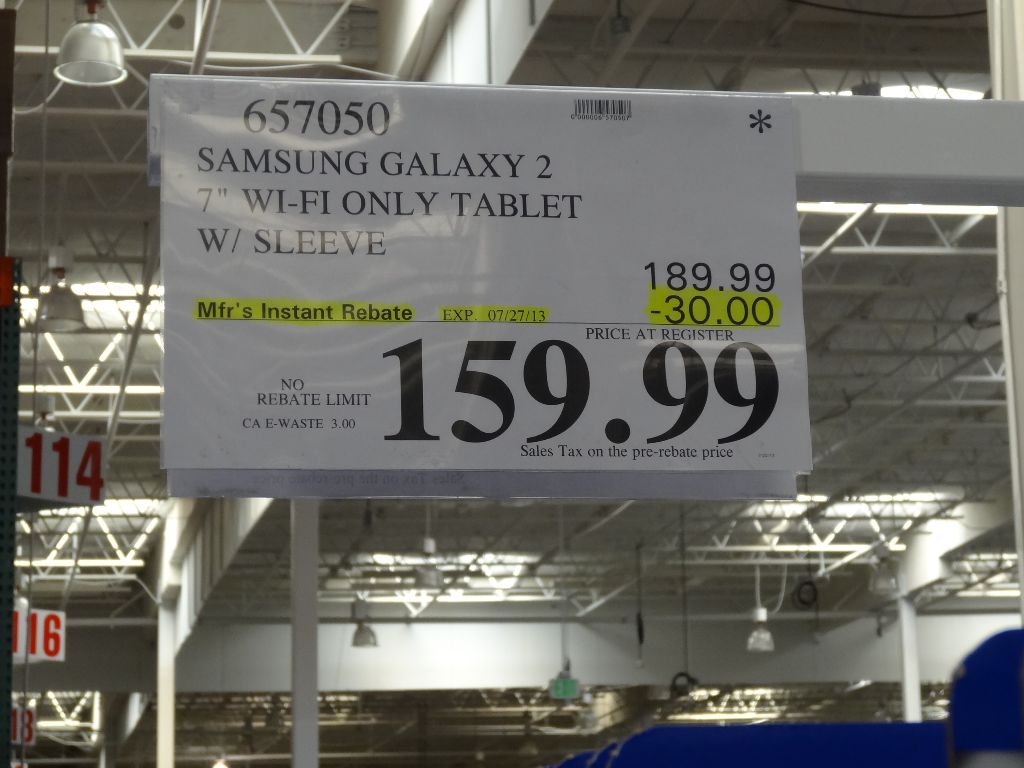 657050
*
SAMSUNG GALAXY 2
7" WI-FI ONLY TABLET
W/ SLEEVE
189.99
Mfr's Instant Rebate EXP. 07/27/13 -30.00
PRICE AT REGISTER
159.99
NO
REBATE LIMIT
CA E-WASTE 3.00
Sales Tax on the pre-rebate price
114
116
18